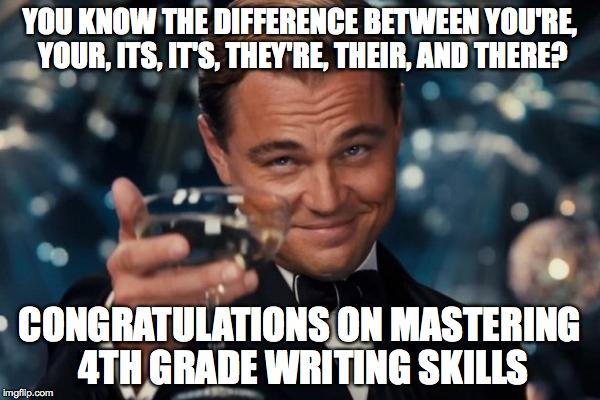 YOU KNOW THE DIFFERENCE BETWEEN YOU'RE,
YOUR, ITS, IT'S, THEY'RE, THEIR, AND THERE?
CONGRATULATIONS ON MASTERING
4TH GRADE WRITING SKILLS
imgflip.com